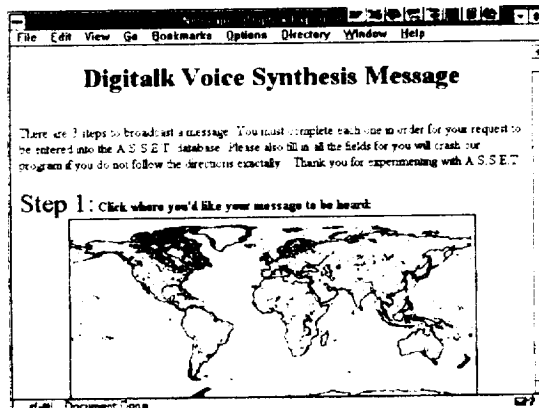 File Edit View Go Bookmarks Options Directory Window Help
Digitalk Voice Synthesis Message
There are 3 steps to broadcast a message. You must complete each one in order for your request to
be entered into the A.S.S.E.T. database. Please also fill in all the fields for you will crash our
program if you do not follow the directions exactally. Thank you for experimenting with A.S.S.E.T.
Step 1: Click where you'd like your message to be heard:
Document: Done